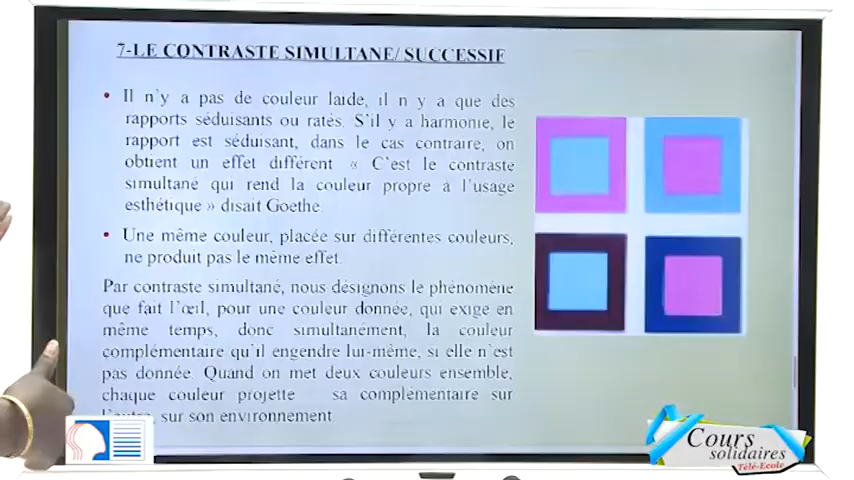 7-LE CONTRASTE SIMULTANE/ SUCCESSIF
• Il n'y a pas de couleur laide, il n y a que des
rapports séduisants ou ratés. S'il y a harmonie, le
rapport est séduisant, dans le cas contraire, on
obtient un effet différent « C'est le contraste
simultané qui rend la couleur propre à l'usage
esthétique » disait Goethe.
• Une même couleur, placée sur différentes couleurs,
ne produit pas le même effet.
Par contraste simultané, nous désignons le phénomène
que fait l'œil, pour une couleur donnée, qui exige en
même temps, donc simultanément, la couleur
complémentaire qu'il engendre lui-même, si elle n'est
pas donnée. Quand on met deux couleurs ensemble,
chaque couleur projette sa complémentaire sur
l'autre, sur son environnement
Cours
solidaires
Télé-Ecole